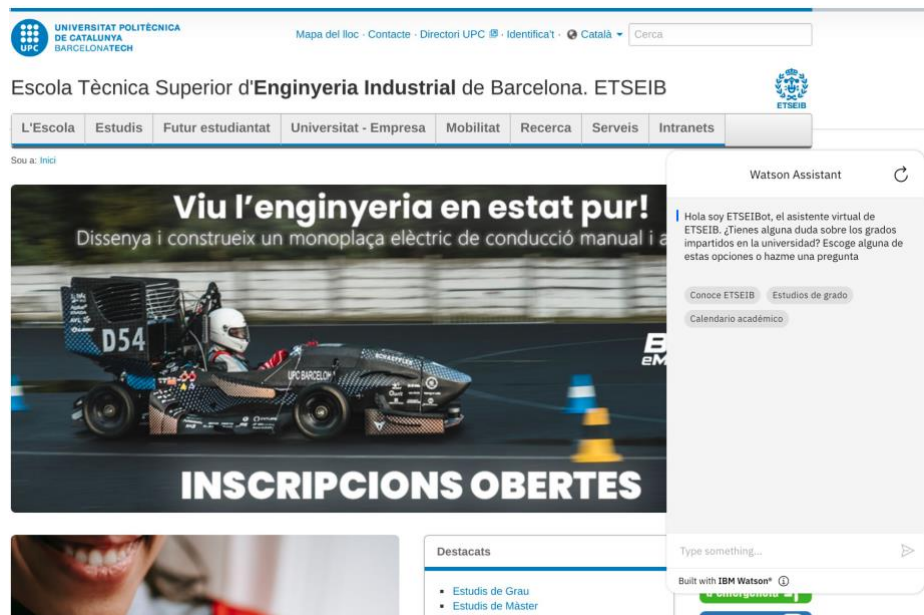 UNIVERSITAT POLITÈCNICA
DE CATALUNYA
BARCELONATECH
UPC
Mapa del lloc · Contacte · Directori UPC · Identifica't · Català
Cerca
Escola Tècnica Superior d'Enginyeria Industrial de Barcelona. ETSEIB
ETSEIB
L'Escola
Estudis
Futur estudiantat
Universitat - Empresa
Mobilitat
Recerca
Serveis
Intranets
Sou a: Inici
Viu l'enginyeria en estat pur!
Dissenya i construeix un monoplaça elèctric de conducció manual i a
D54
UPC BARCELON
SCHAEFFLER
INSCRIPCIONS OBERTES
Watson Assistant
Hola soy ETSEIBot, el asistente virtual de
ETSEIB. ¿Tienes alguna duda sobre los grados
impartidos en la universidad? Escoge alguna de
estas opciones o hazme una pregunta
Conoce ETSEIB
Estudios de grado
Calendario académico
Type something...
Built with IBM Watson®
Destacats
Estudis de Grau
Estudis de Màster